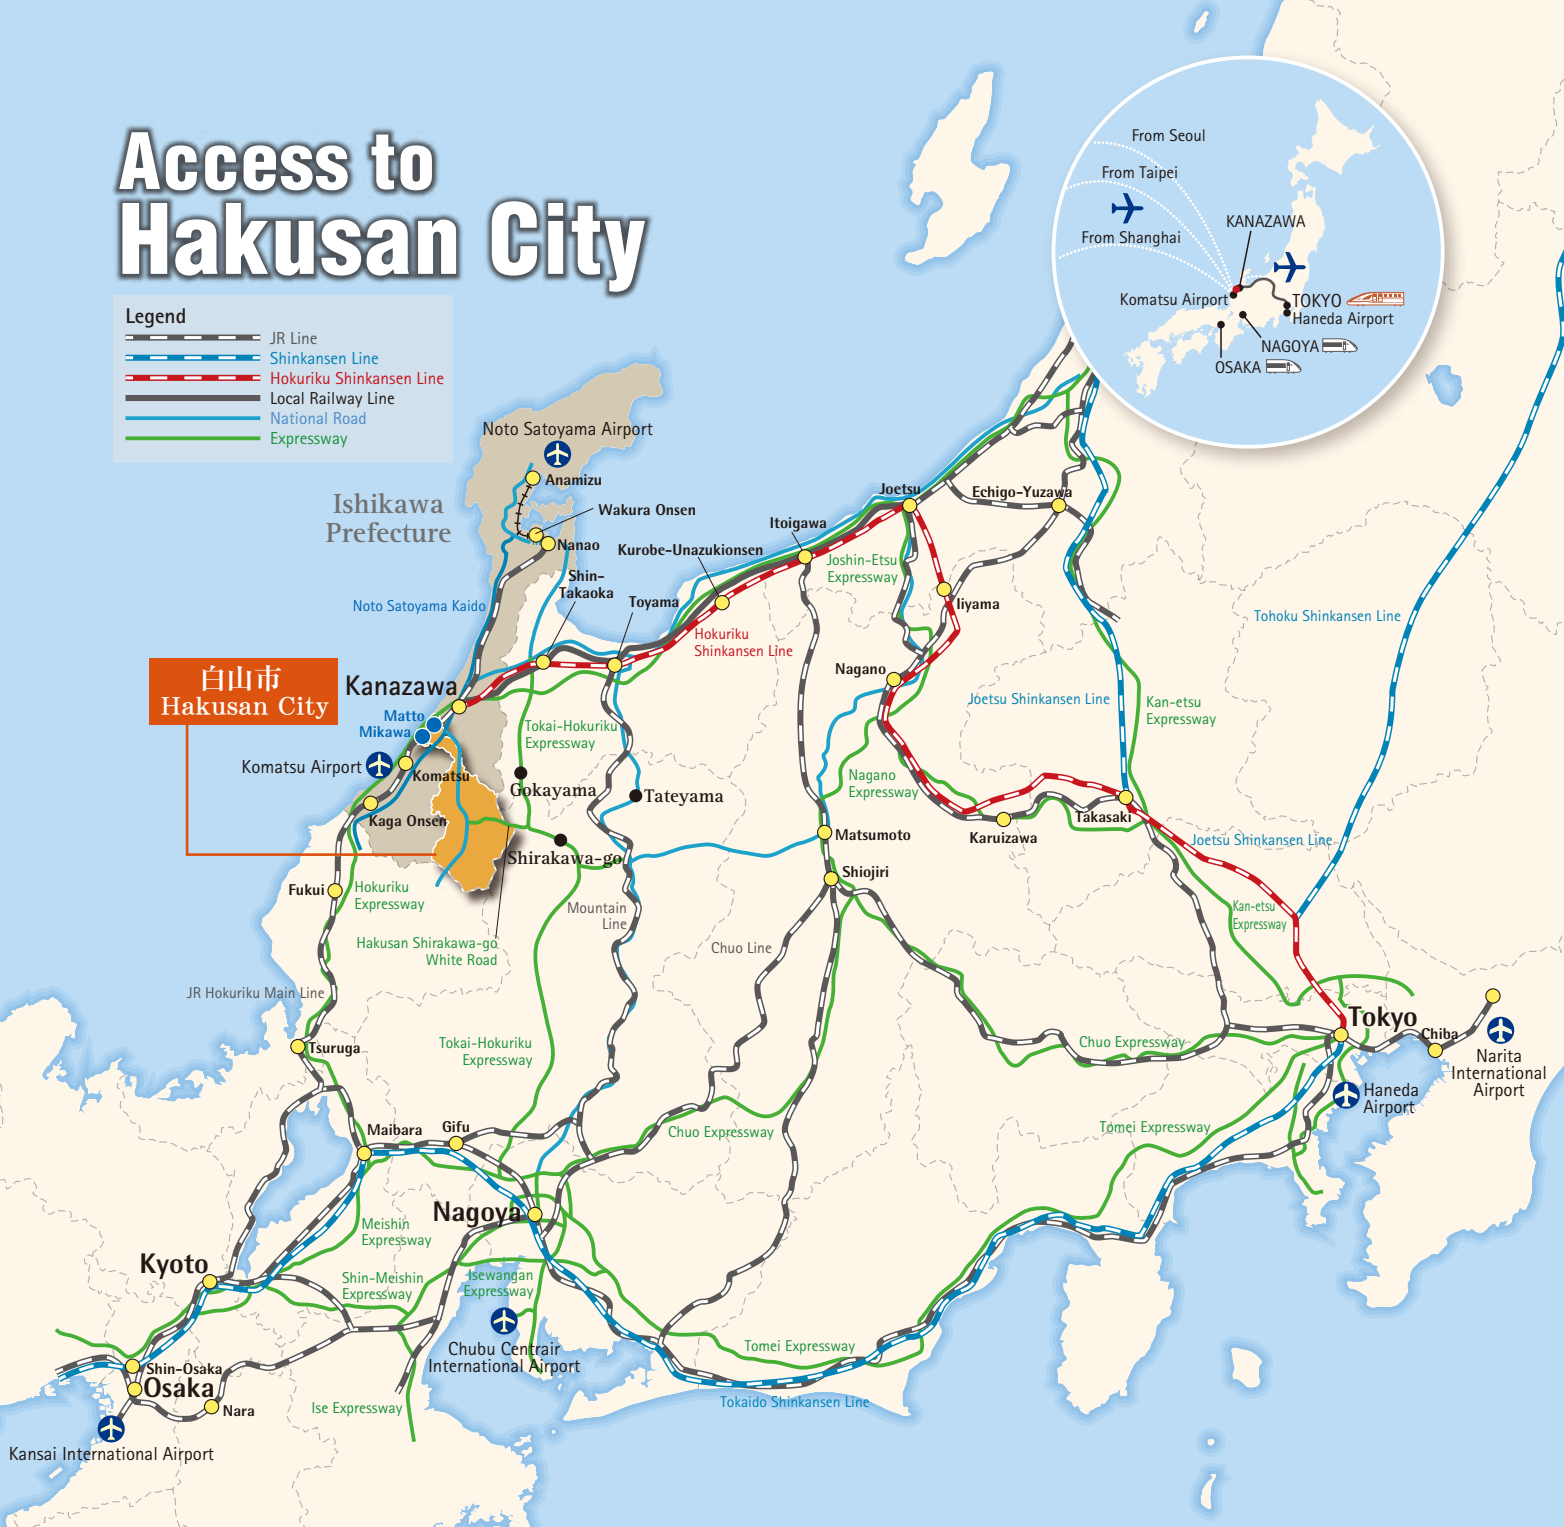 Access to
Hakusan City
Legend
JR Line
Shinkansen Line
Hokuriku Shinkansen Line
Local Railway Line
National Road
Expressway
From Seoul
From Taipei
From Shanghai
KANAZAWA
Komatsu Airport
TOKYO
Haneda Airport
NAGOYA
OSAKA
Noto Satoyama Airport
Anamizu
Ishikawa
Prefecture
Wakura Onsen
Nanao
Joetsu
Echigo-Yuzawa
Itoigawa
Kurobe-Unazukionsen
Joshin-Etsu
Expressway
Shin-
Takaoka
Toyama
Iiyama
Noto Satoyama Kaido
Tohoku Shinkansen Line
Hokuriku
Shinkansen Line
白山市
Hakusan City
Kanazawa
Nagano
Joetsu Shinkansen Line
Kan-etsu
Expressway
Matto
Mikawa
Tokai-Hokuriku
Expressway
Komatsu Airport
Komatsu
Gokayama
Tateyama
Nagano
Expressway
Kaga Onsen
Takasaki
Karuizawa
Matsumoto
Joetsu Shinkansen Line
Shirakawa-go
Shiojiri
Fukui
Hokuriku
Expressway
Mountain
Line
Kan-etsu
Expressway
Hakusan Shirakawa-go
White Road
Chuo Line
JR Hokuriku Main Line
Tokyo
Chiba
Tsuruga
Tokai-Hokuriku
Expressway
Chuo Expressway
Narita
International
Airport
Haneda
Airport
Maibara
Gifu
Chuo Expressway
Tomei Expressway
Nagoya
Meishin
Expressway
Kyoto
Shin-Meishin
Expressway
Isewangan
Expressway
Chubu Centrair
International Airport
Tomei Expressway
Shin-Osaka
Osaka
Nara
Ise Expressway
Tokaido Shinkansen Line
Kansai International Airport